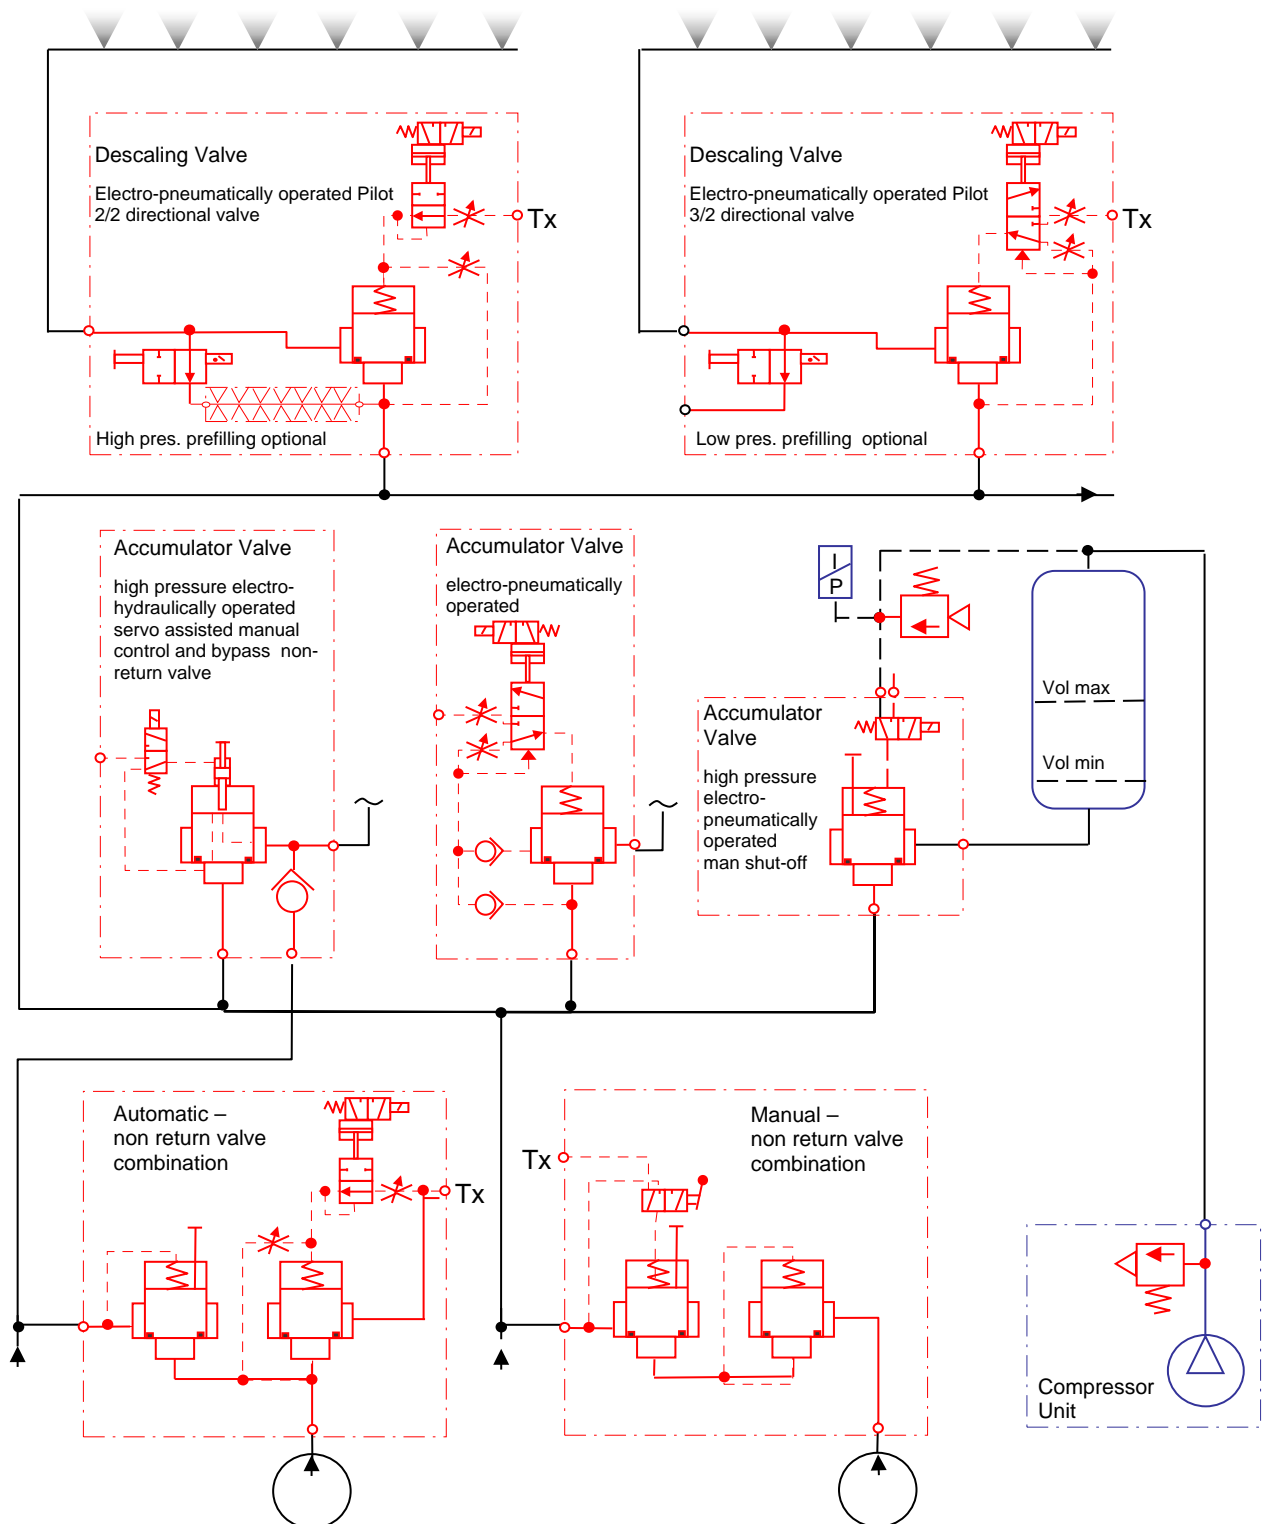 Descaling Valve
Electro-pneumatically operated Pilot
2/2 directional valve
Tx
High pres. prefilling optional
Descaling Valve
Electro-pneumatically operated Pilot
3/2 directional valve
Tx
Low pres. prefilling optional
Accumulator Valve
high pressure electro-
hydraulically operated
servo assisted manual
control and bypass non-
return valve
Accumulator Valve
electro-pneumatically
operated
I
P
Accumulator
Valve
high pressure
electro-
pneumatically
operated
man shut-off
Vol max
Vol min
Automatic –
non return valve
combination
Tx
Manual –
non return valve
combination
Tx
Compressor
Unit